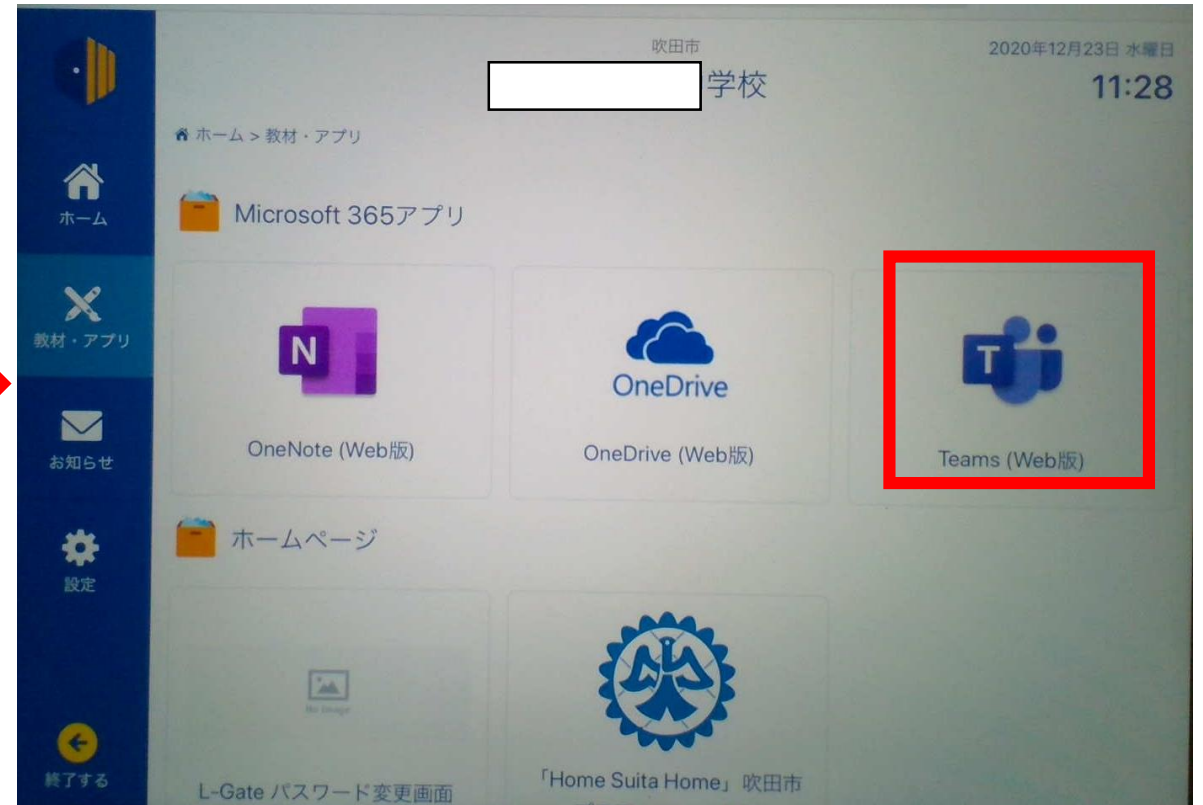 吹田市
学校
2020年12月23日 水曜日
11:28
ホーム > 教材・アプリ
ホーム
教材・アプリ
お知らせ
設定
終了する
Microsoft 365アプリ
N
OneNote (Web版)
OneDrive
OneDrive (Web版)
T
Teams (Web版)
ホームページ
No Image
L-Gate パスワード変更画面
「Home Suita Home」吹田市